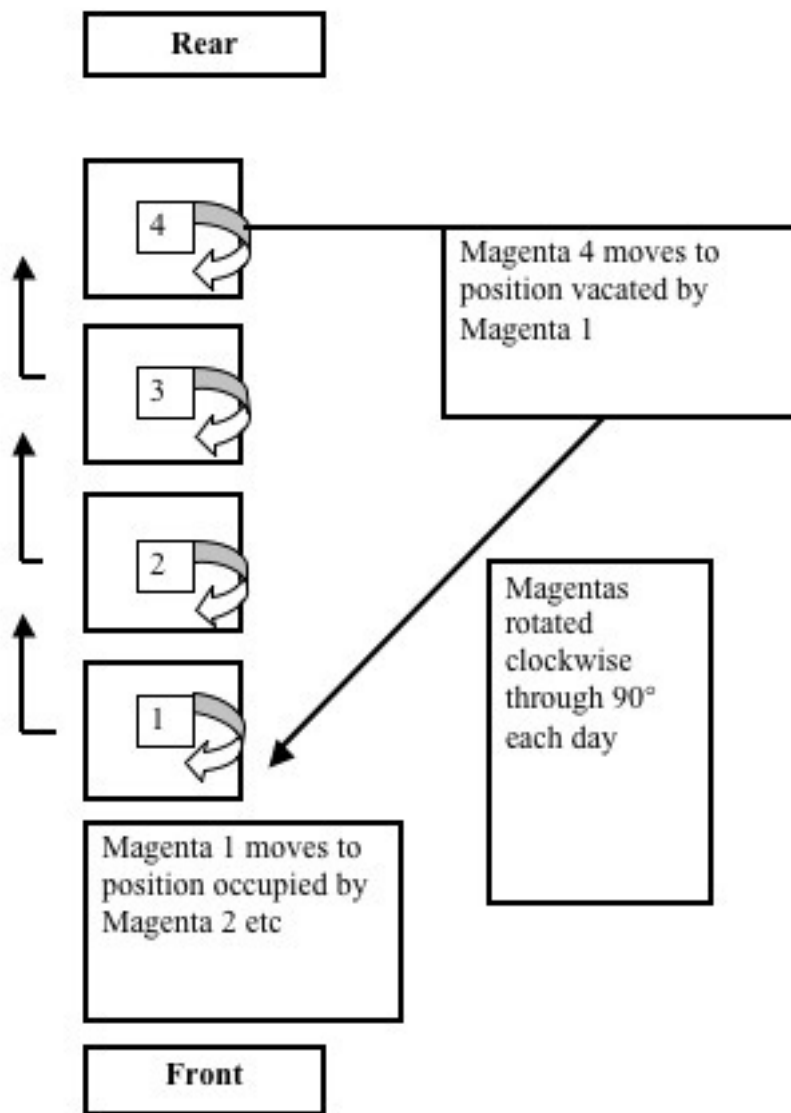 Rear
4
Magenta 4 moves to
position vacated by
Magenta 1
3
2
Magentas
rotated
clockwise
through 90°
each day
1
Magenta 1 moves to
position occupied by
Magenta 2 etc
Front